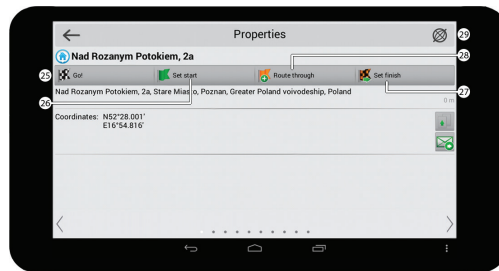 Properties
29
Nad Rozanym Potokiem, 2a
28
25
Go!
Set start
Route through
Set finish
26
27
Nad Rozanym Potokiem, 2a, Stare Miasto, Poznan, Greater Poland voivodeship, Poland
0 m
Coordinates: N52°28.001'
E16°54.816'